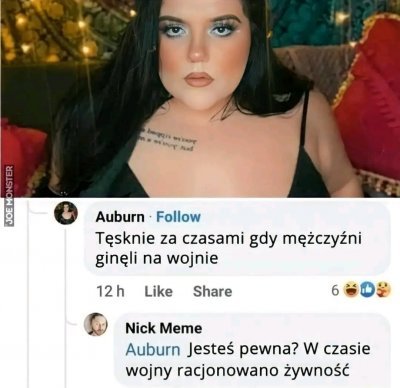 JOE MONSTER
Auburn · Follow
Tęsknie za czasami gdy mężczyźni
ginęli na wojnie
12 h Like Share 6
Nick Meme
Auburn Jesteś pewna? W czasie
wojny racjonowano żywność